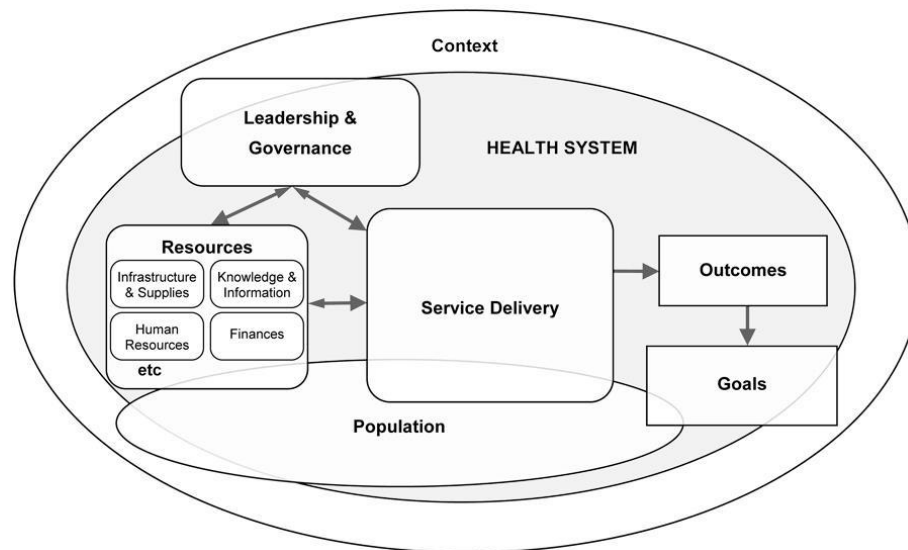 Context
Leadership &
Governance
HEALTH SYSTEM
Resources
Infrastructure
& Supplies
Knowledge &
Information
Human
Resources
Finances
etc
Service Delivery
Outcomes
Goals
Population